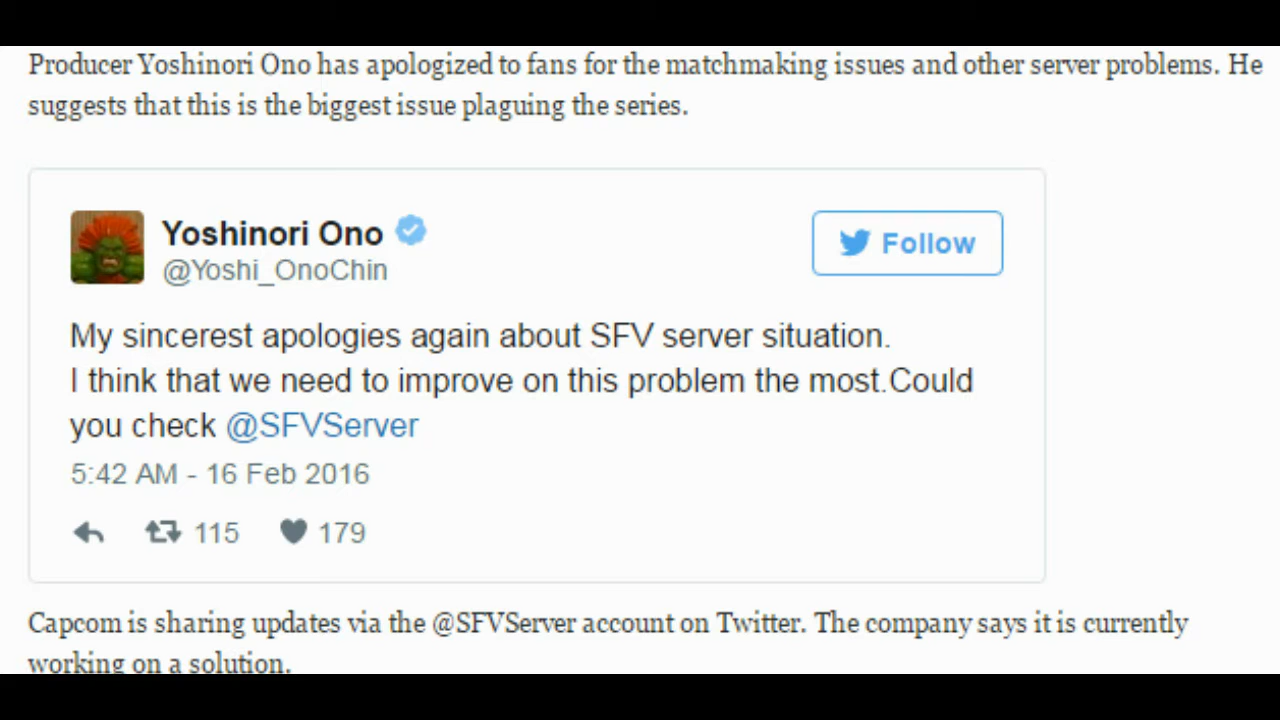 Producer Yoshinori Ono has apologized to fans for the matchmaking issues and other server problems. He
suggests that this is the biggest issue plaguing the series.
Yoshinori Ono
Follow
@Yoshi_OnoChin
My sincerest apologies again about SFV server situation.
I think that we need to improve on this problem the most.Could
you check @SFVServer
5:42 AM - 16 Feb 2016
115 179
Capcom is sharing updates via the @SFVServer account on Twitter. The company says it is currently
working on a solution.